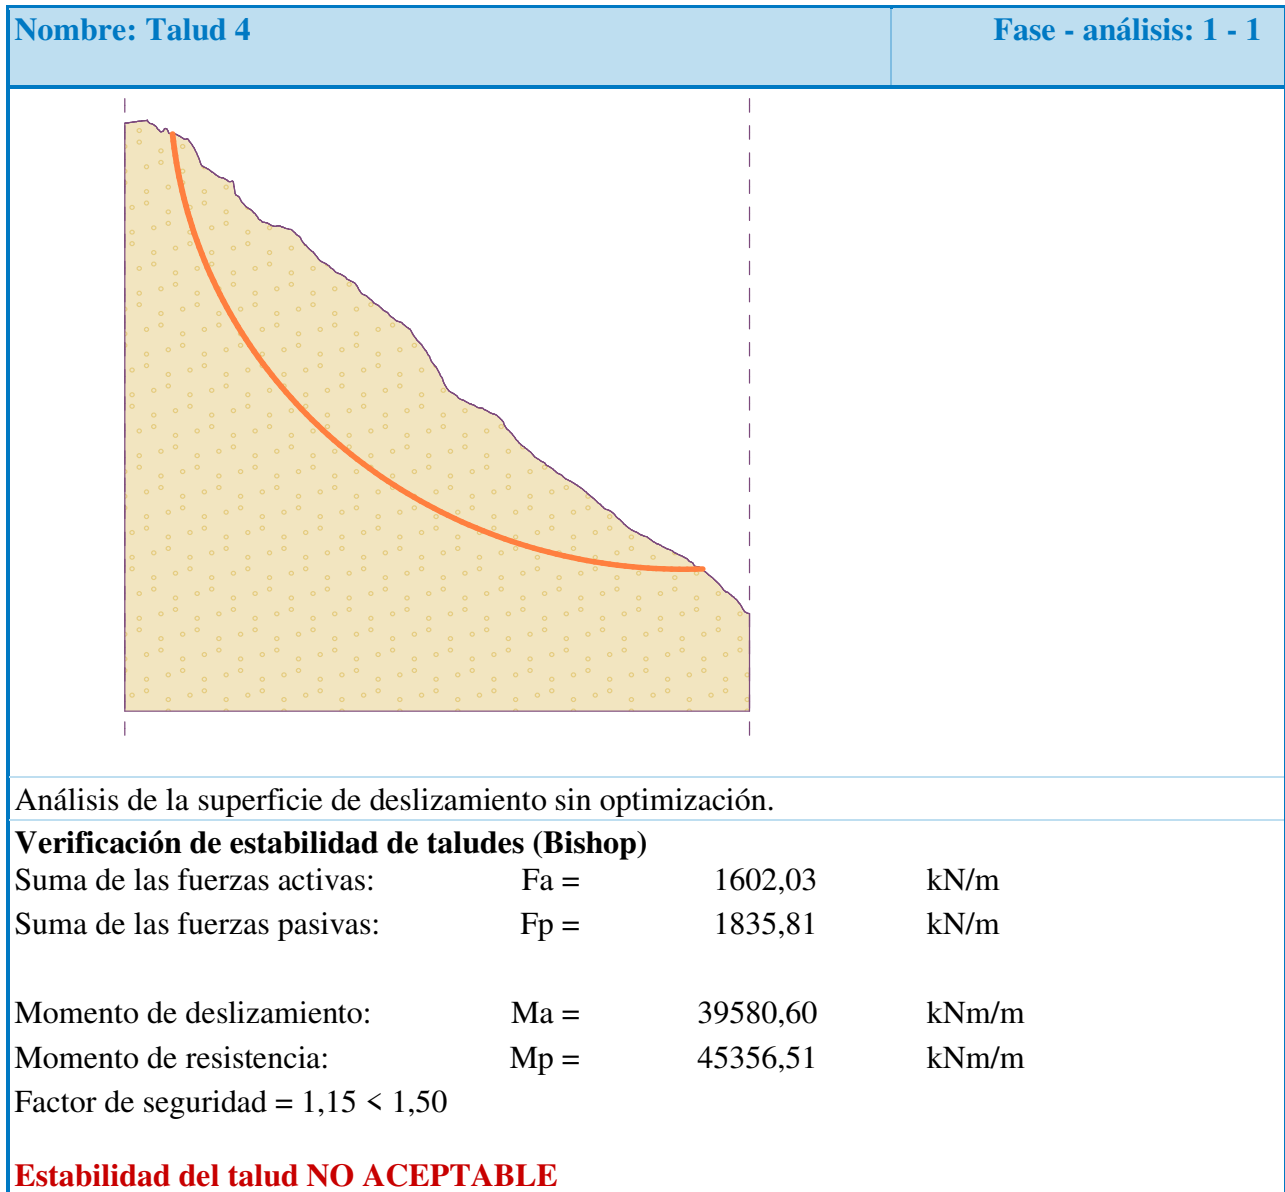 Nombre: Talud 4 Fase - análisis: 1 - 1
Análisis de la superficie de deslizamiento sin optimización.
Verificación de estabilidad de taludes (Bishop)
Suma de las fuerzas activas: Fa = 1602,03 kN/m
Suma de las fuerzas pasivas: Fp = 1835,81 kN/m
Momento de deslizamiento: Ma = 39580,60 kNm/m
Momento de resistencia: Mp = 45356,51 kNm/m
Factor de seguridad = 1,15 < 1,50
Estabilidad del talud NO ACEPTABLE